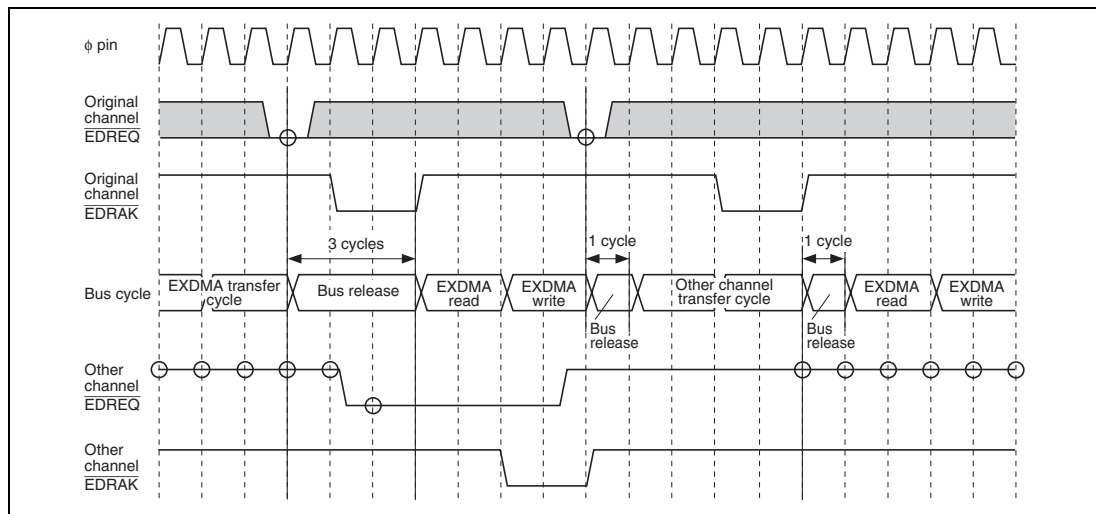 φ pin
Original
channel
EDREQ
Original
channel
EDRAK
3 cycles
1 cycle
1 cycle
Bus cycle
EXDMA transfer
cycle
Bus release
EXDMA
read
EXDMA
write
Bus
release
Other channel
transfer cycle
Bus
release
EXDMA
read
EXDMA
write
Other
channel
EDREQ
Other
channel
EDRAK